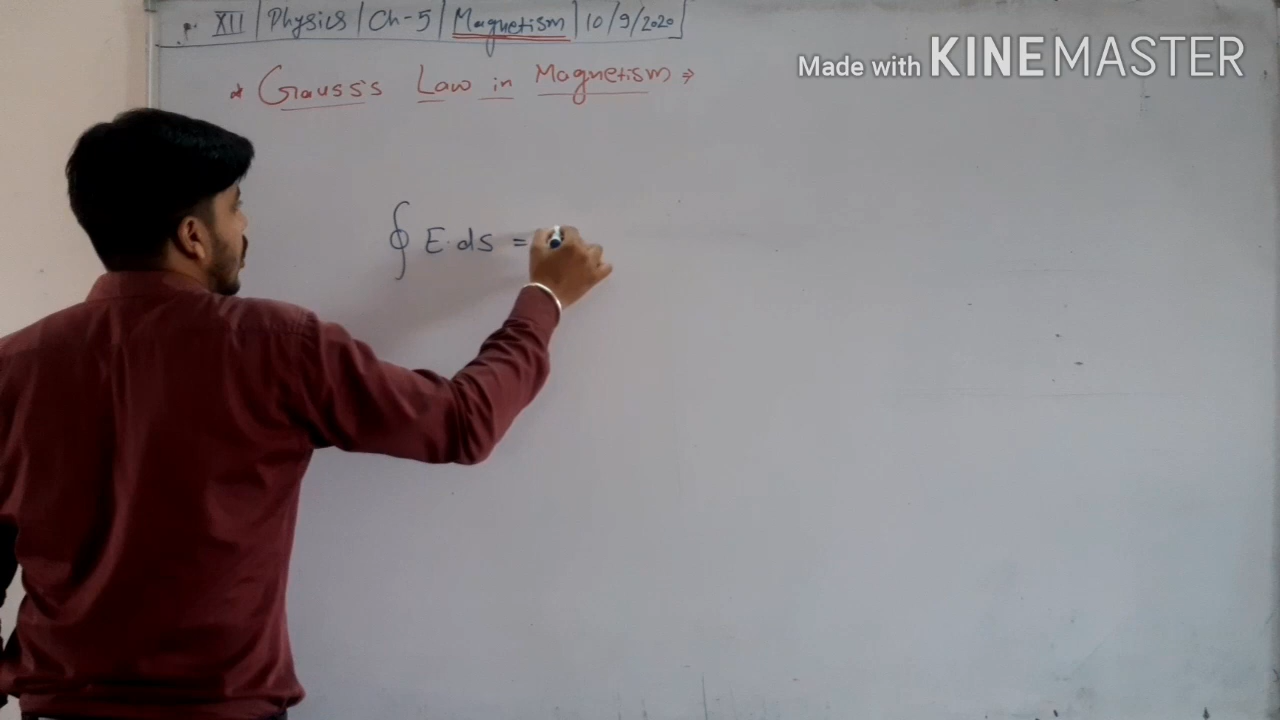 XII | Physics | Ch-5 | Magnetism | 10/9/2020
Made with KINEMASTER
* Gauss's Law in Magnetism ⇒
∮ E·ds =